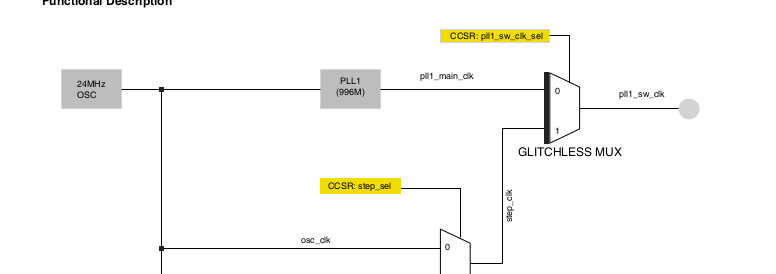 Functional Description
CCSR: pll1_sw_clk_sel
24MHz
OSC
PLL1
(996M)
pll1_main_clk
0
pll1_sw_clk
1
GLITCHLESS MUX
CCSR: step_sel
step_clk
osc_clk
0